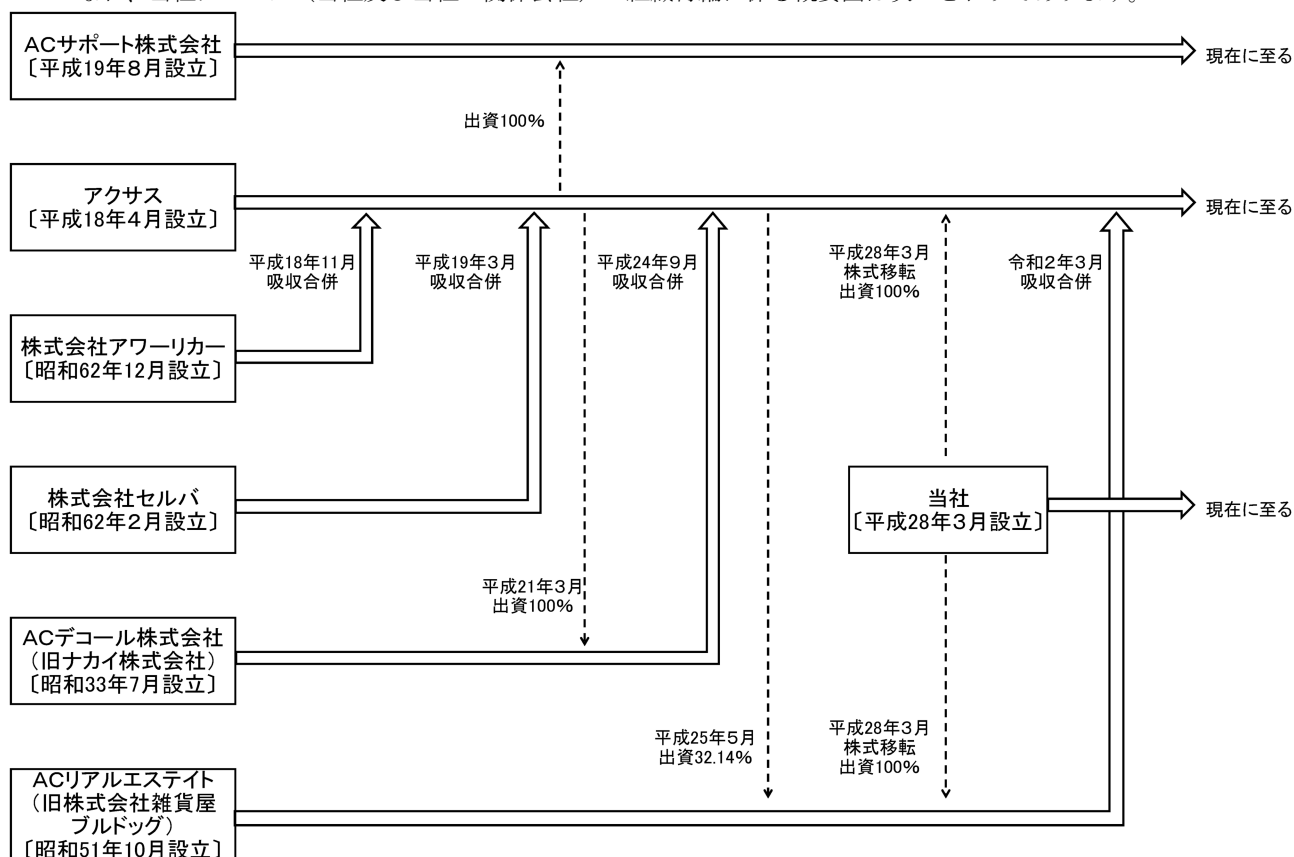 ACサポート株式会社
〔平成19年8月設立〕
現在に至る
出資100%
アクサス
〔平成18年4月設立〕
現在に至る
平成18年11月
吸収合併
平成19年3月
吸収合併
平成24年9月
吸収合併
平成28年3月
株式移転
出資100%
令和2年3月
吸収合併
株式会社アワーリカー
〔昭和62年12月設立〕
株式会社セルバ
〔昭和62年2月設立〕
当社
〔平成28年3月設立〕
現在に至る
平成21年3月
出資100%
ACデコール株式会社
(旧ナカイ株式会社)
〔昭和33年7月設立〕
平成25年5月
出資32.14%
平成28年3月
株式移転
出資100%
ACリアルエステイト
(旧株式会社雑貨屋
ブルドッグ)
〔昭和51年10月設立〕